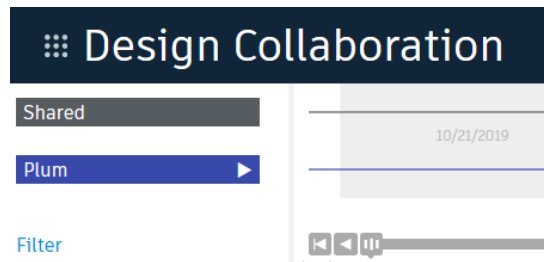 Design Collaboration
Shared
10/21/2019
Plum
Filter